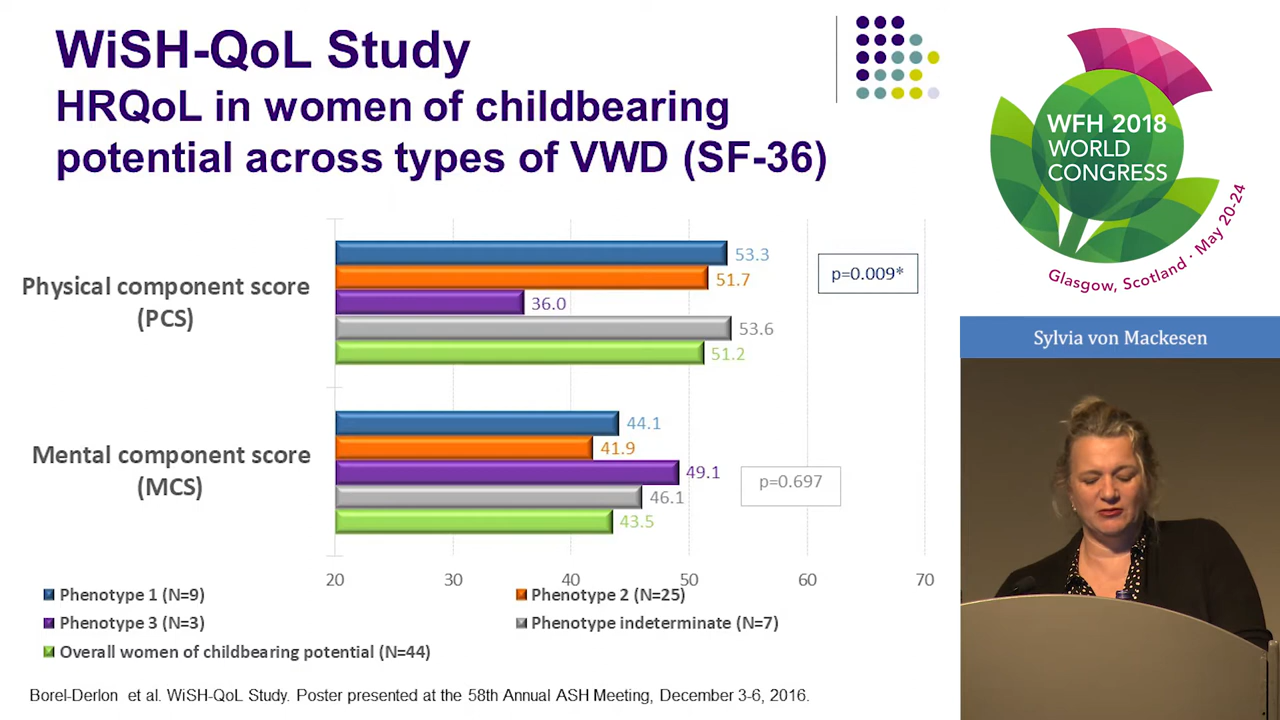 WiSH-QoL Study
HRQoL in women of childbearing
potential across types of VWD (SF-36)
WFH 2018
WORLD
CONGRESS
Glasgow, Scotland · May 20-24
Physical component score
(PCS)
53.3
51.7
36.0
53.6
51.2
p=0.009*
Sylvia von Mackesen
Mental component score
(MCS)
44.1
41.9
49.1
46.1
43.5
p=0.697
20 30 40 50 60 70
Phenotype 1 (N=9)
Phenotype 2 (N=25)
Phenotype 3 (N=3)
Phenotype indeterminate (N=7)
Overall women of childbearing potential (N=44)
Borel-Derlon et al. WiSH-QoL Study. Poster presented at the 58th Annual ASH Meeting, December 3-6, 2016.